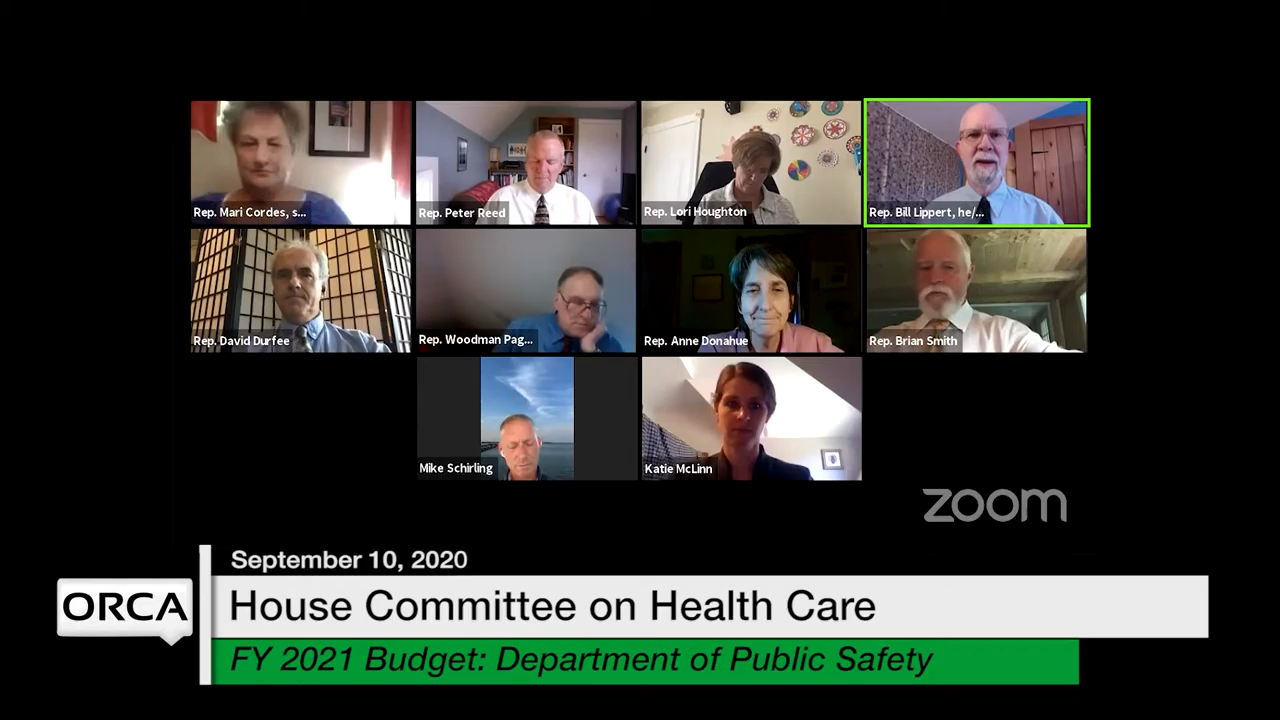 Rep. Mari Cordes, s...
Rep. Peter Reed
Rep. Lori Houghton
Rep. Bill Lippert, he/...
Rep. David Durfee
Rep. Woodman Pag...
Rep. Anne Donahue
Rep. Brian Smith
Mike Schirling
Katie McLinn
zoom
September 10, 2020
ORCA
House Committee on Health Care
FY 2021 Budget: Department of Public Safety